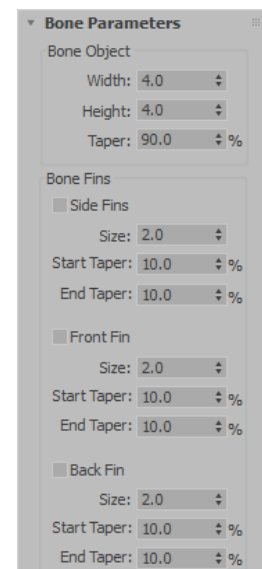 Bone Parameters
Bone Object
Width: 4.0
Height: 4.0
Taper: 90.0 %
Bone Fins
Side Fins
Size: 2.0
Start Taper: 10.0 %
End Taper: 10.0 %
Front Fin
Size: 2.0
Start Taper: 10.0 %
End Taper: 10.0 %
Back Fin
Size: 2.0
Start Taper: 10.0 %
End Taper: 10.0 %